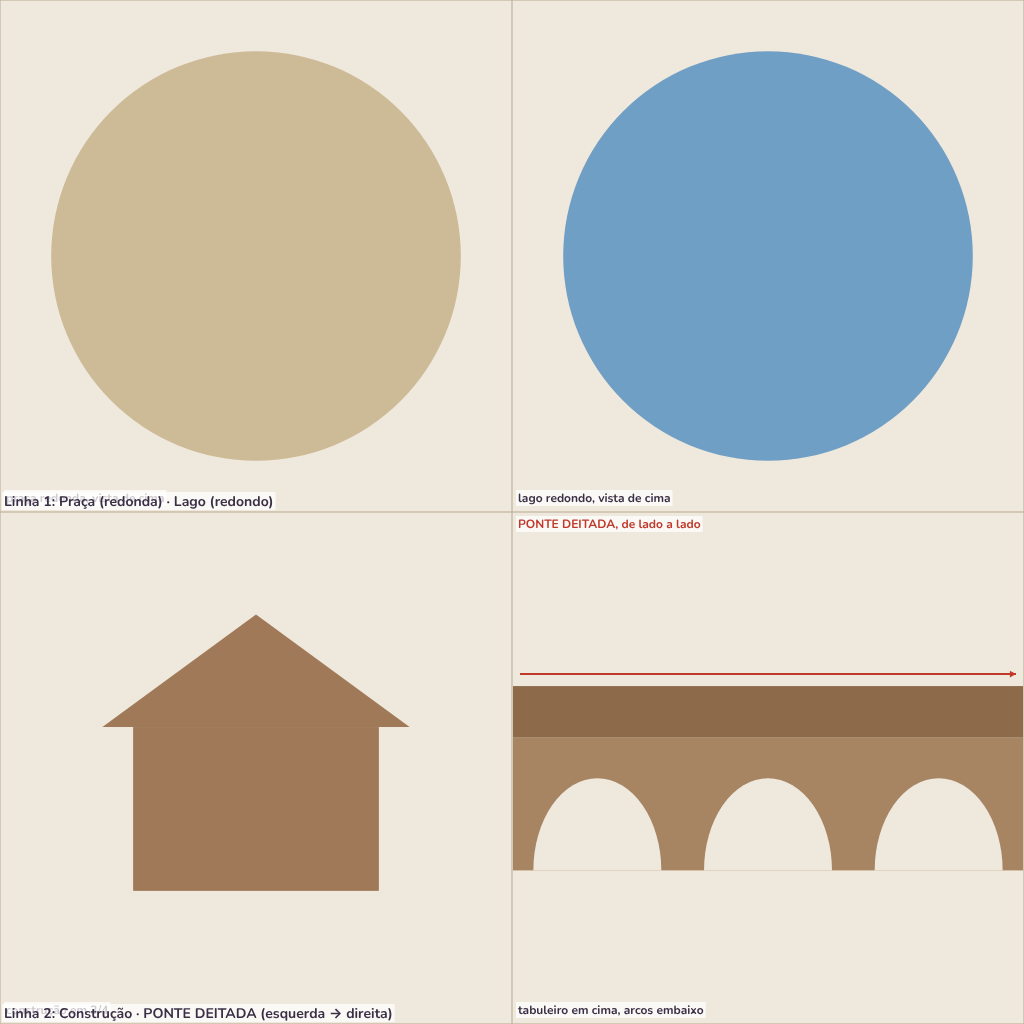 Linha 1: Praça (redonda) · Lago (redondo)
lago redondo, vista de cima
PONTE DEITADA, de lado a lado
Linha 2: Construção · PONTE DEITADA (esquerda → direita)
tabuleiro em cima, arcos embaixo